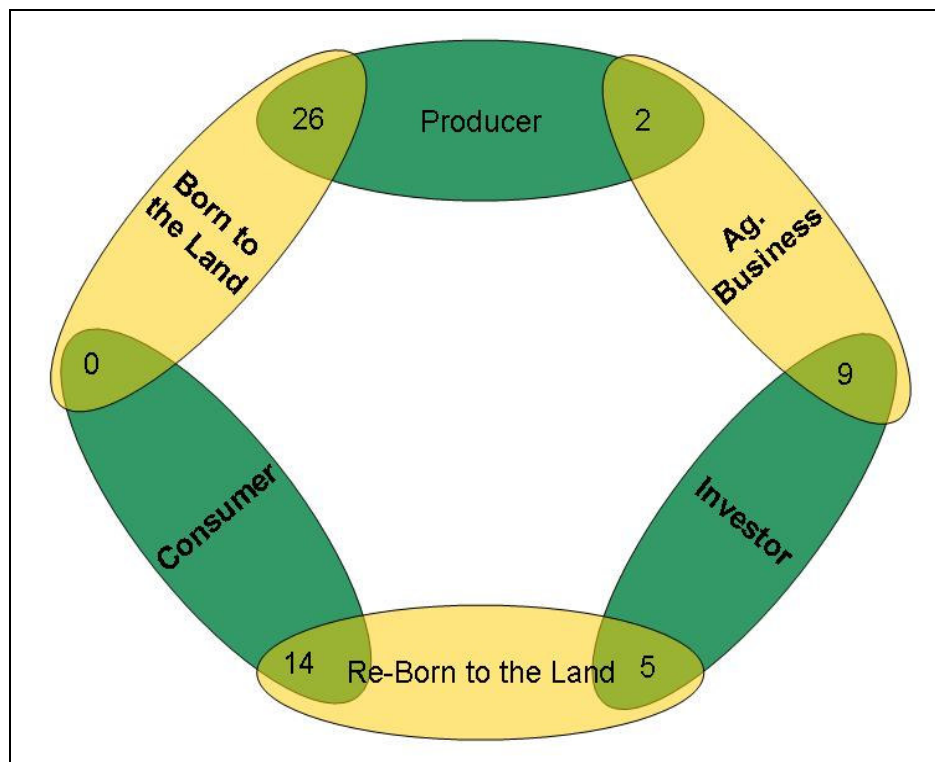 26
Producer
2
Born to
the Land
Ag.
Business
0
9
Consumer
Investor
14
Re-Born to the Land
5